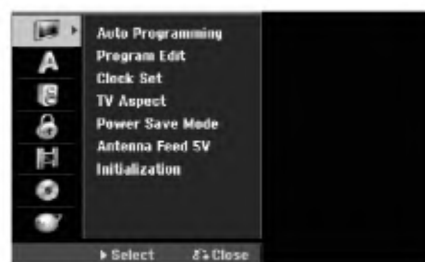 Auto Programming
Program Edit
Clock Set
TV Aspect
Power Save Mode
Antenna Feed 5V
Initialization
A
Select Close